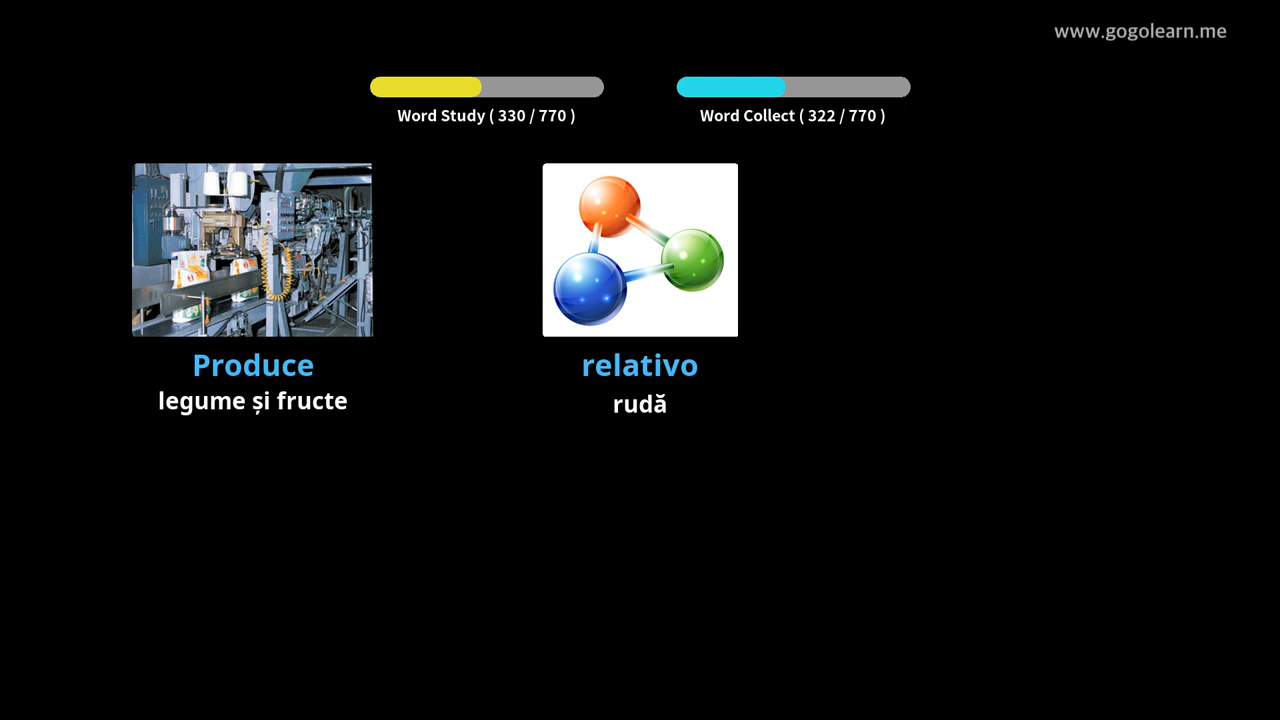 www.gogolearn.me
Word Study ( 330 / 770 )
Word Collect ( 322 / 770 )
Produce
legume și fructe
relativo
rudă